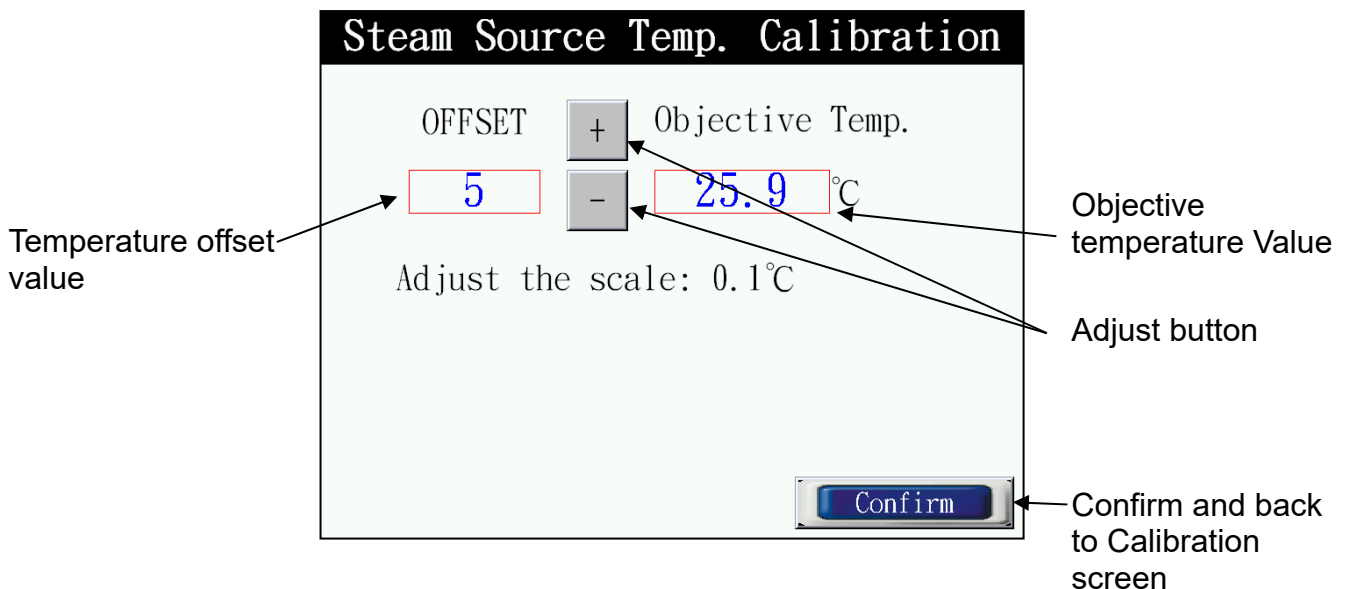 Steam Source Temp. Calibration
OFFSET
+
Objective Temp.
5
-
25.9 ℃
Adjust the scale: 0.1℃
Confirm
Temperature offset
value
Objective
temperature Value
Adjust button
Confirm and back
to Calibration
screen